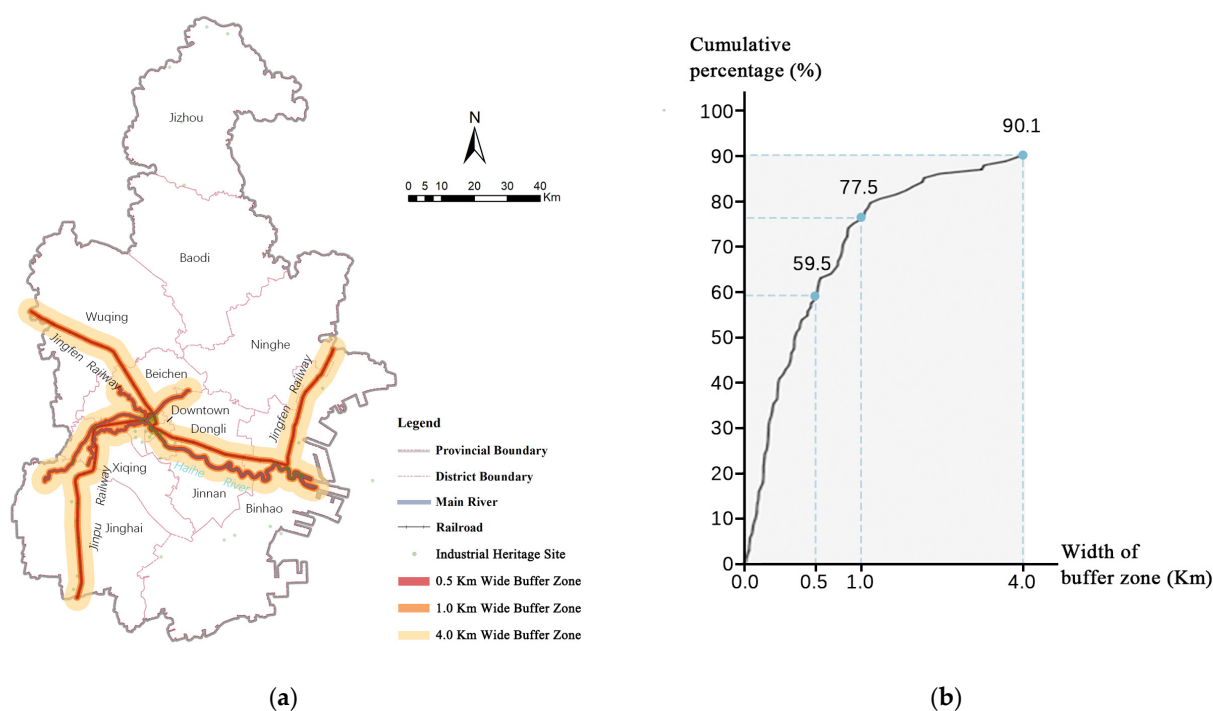 Jizhou
N
0 5 10 20 30 40
Km
Baodi
Wuqing
Ninghe
Jingfen Railway
Beichen
Jingfen Railway
Downtown
Dongli
Xiqing
Haihe River
Jinnan
Binhao
Jinpu Railway
Jinghai
Legend
Provincial Boundary
District Boundary
Main River
Railroad
Industrial Heritage Site
0.5 Km Wide Buffer Zone
1.0 Km Wide Buffer Zone
4.0 Km Wide Buffer Zone
(a)
Cumulative
percentage (%)
100
90
80
70
60
50
40
30
20
10
0
59.5
77.5
90.1
0.0 0.5 1.0 4.0
Width of
buffer zone (Km)
(b)